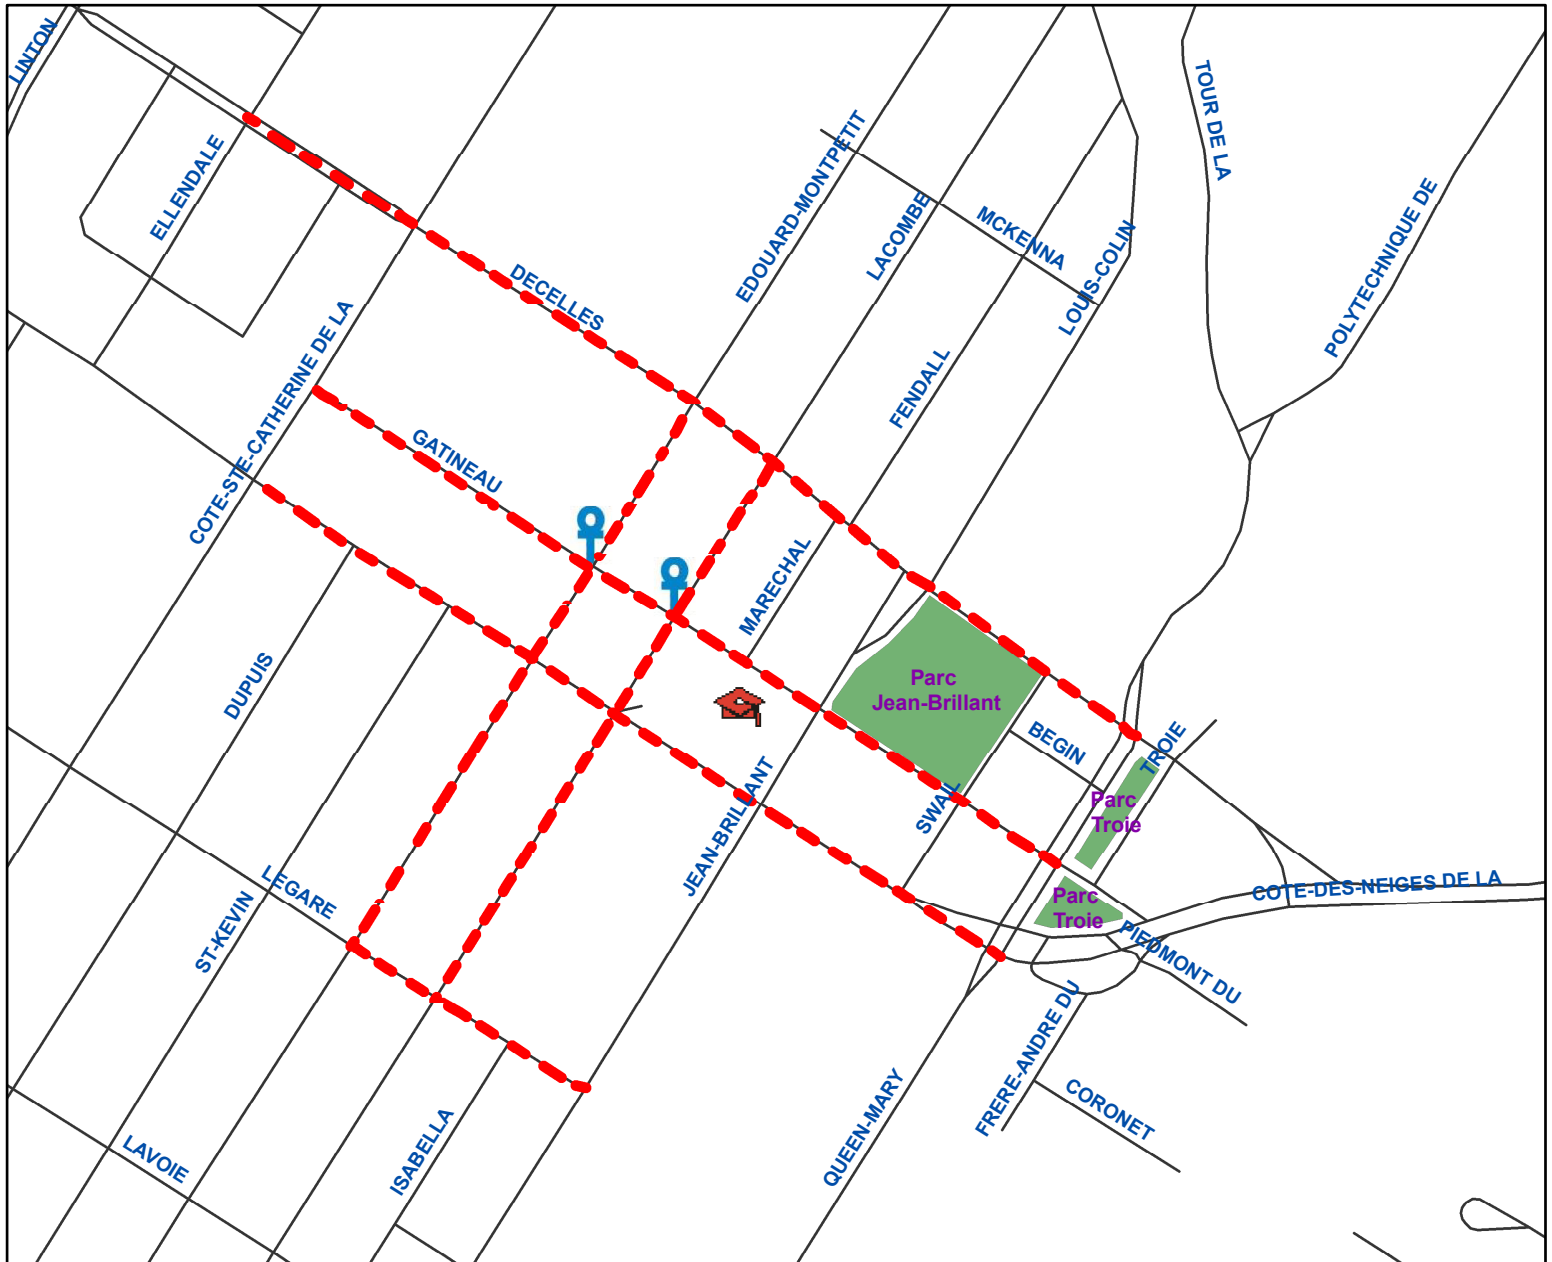 LINTON
ELLENDALE
TOUR DE LA
EDOUARD-MONTPETIT
LACOMBE
MCKENNA
LOUIS-COLIN
POLYTECHNIQUE DE
DECELLES
COTE-STE-CATHERINE DE LA
FENDALL
GATINEAU
MARECHAL
DUPUIS
Parc
Jean-Brillant
BEGIN
TROIE
Parc
Troie
SWAIL
JEAN-BRILLANT
LEGARE
COTE-DES-NEIGES DE LA
Parc
Troie
ST-KEVIN
PIEDMONT DU
FRERE-ANDRE DU
QUEEN-MARY
CORONET
ISABELLA
LAVOIE